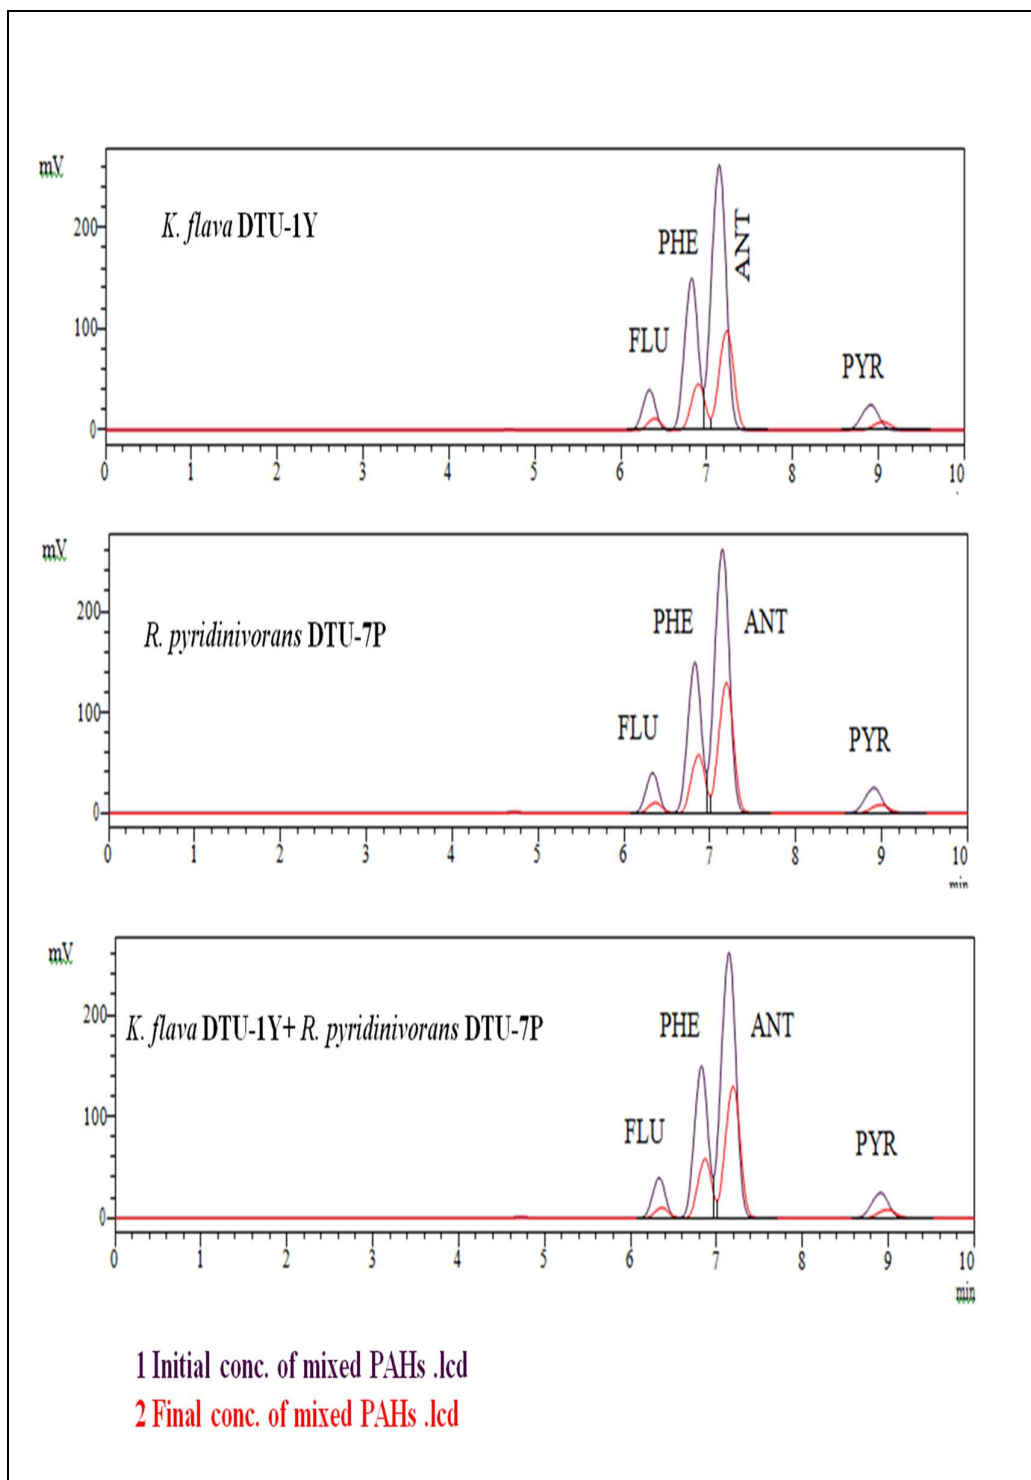 mV
K. flava DTU-1Y
200
100
0
FLU
PHE
ANT
PYR
0 1 2 3 4 5 6 7 8 9 10
mV
R. pyridinivorans DTU-7P
200
100
0
FLU
PHE
ANT
PYR
0 1 2 3 4 5 6 7 8 9 10
min
mV
K. flava DTU-1Y+ R. pyridinivorans DTU-7P
200
100
0
FLU
PHE
ANT
PYR
0 1 2 3 4 5 6 7 8 9 10
min
1 Initial conc. of mixed PAHs .lcd
2 Final conc. of mixed PAHs .lcd